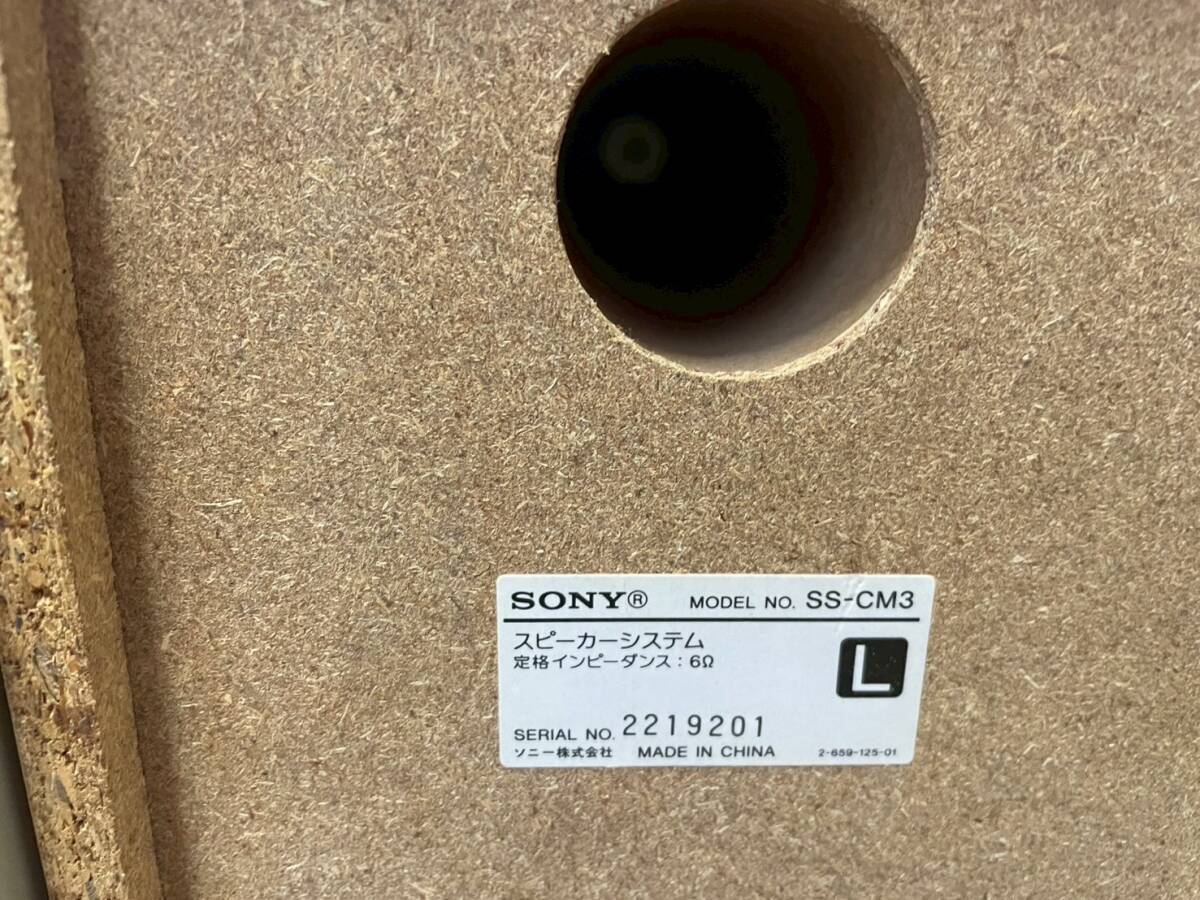 SONY® MODEL NO. SS-CM3
スピーカーシステム
定格インピーダンス：6Ω
L
SERIAL NO. 2219201
ソニー株式会社 MADE IN CHINA 2-659-125-01